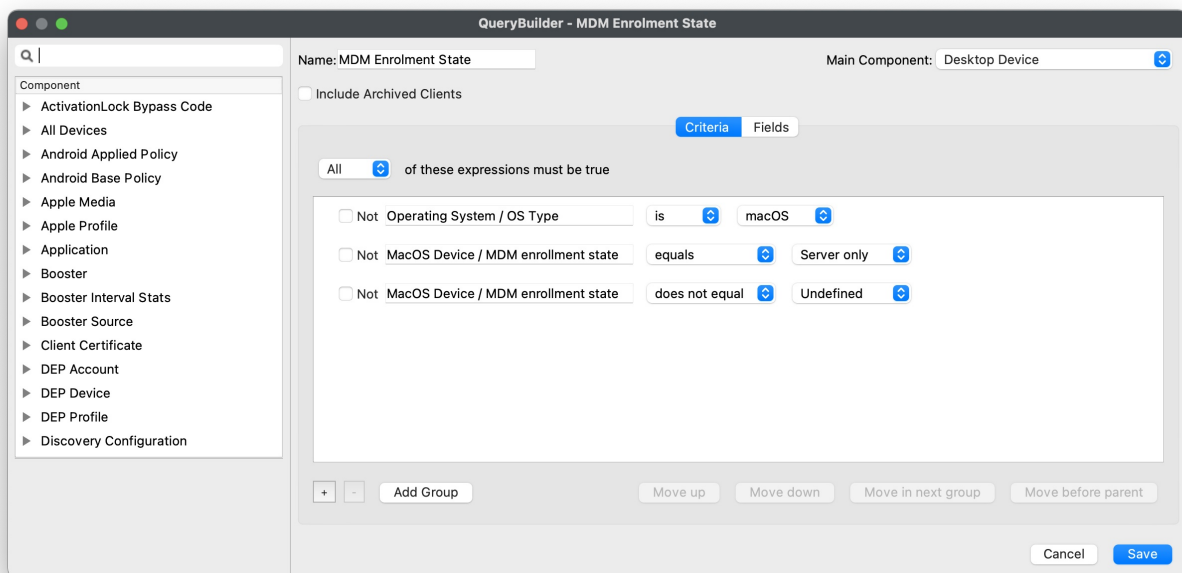 QueryBuilder - MDM Enrolment State
Name: MDM Enrolment State
Main Component: Desktop Device
Include Archived Clients
Component
ActivationLock Bypass Code
All Devices
Android Applied Policy
Android Base Policy
Apple Media
Apple Profile
Application
Booster
Booster Interval Stats
Booster Source
Client Certificate
DEP Account
DEP Device
DEP Profile
Discovery Configuration
Criteria Fields
All of these expressions must be true
Not Operating System / OS Type is macOS
Not MacOS Device / MDM enrollment state equals Server only
Not MacOS Device / MDM enrollment state does not equal Undefined
+ - Add Group Move up Move down Move in next group Move before parent
Cancel Save